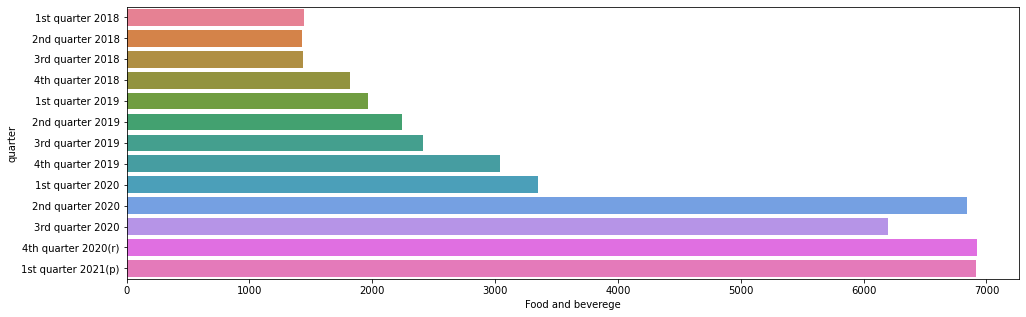 1st quarter 2018
2nd quarter 2018
3rd quarter 2018
4th quarter 2018
1st quarter 2019
2nd quarter 2019
3rd quarter 2019
4th quarter 2019
1st quarter 2020
2nd quarter 2020
3rd quarter 2020
4th quarter 2020(r)
1st quarter 2021(p)
quarter
0 1000 2000 3000 4000 5000 6000 7000
Food and beverege